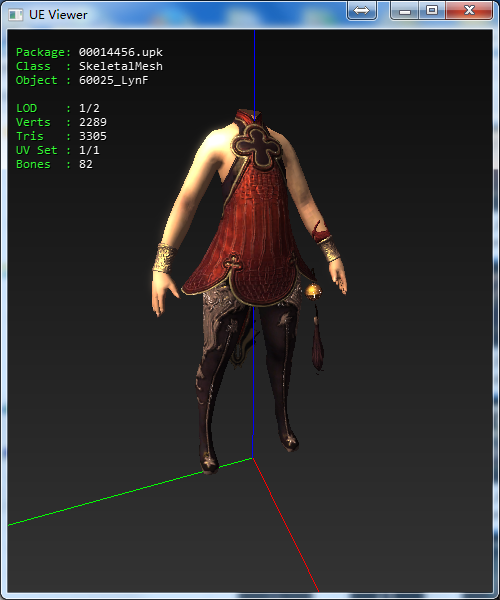 UE Viewer
Package: 00014456.upk
Class : SkeletalMesh
Object : 60025_LynF
LOD : 1/2
Verts : 2289
Tris : 3305
UV Set : 1/1
Bones : 82